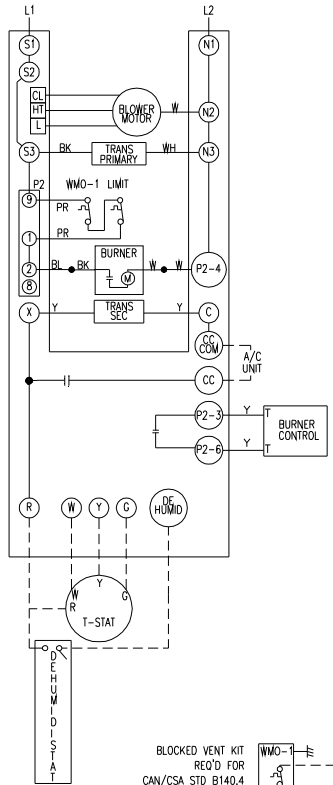 L1 L2
S1 N1
S2
CL
HT BLOWER MOTOR W N2
L
S3 BK TRANS PRIMARY WH N3
P2 WMO-1 LIMIT
9 PR
1 PR
BURNER
2 BL BK M W W P2-4
8
X Y TRANS SEC Y C
CC COM
A/C UNIT
CC
P2-3 Y T
BURNER CONTROL
P2-6 Y T
R W Y G DE HUMID
W Y G
R
T-STAT
DEHUMIDISTAT
BLOCKED VENT KIT WMO-1
REQ'D FOR
CAN/CSA STD B140.4